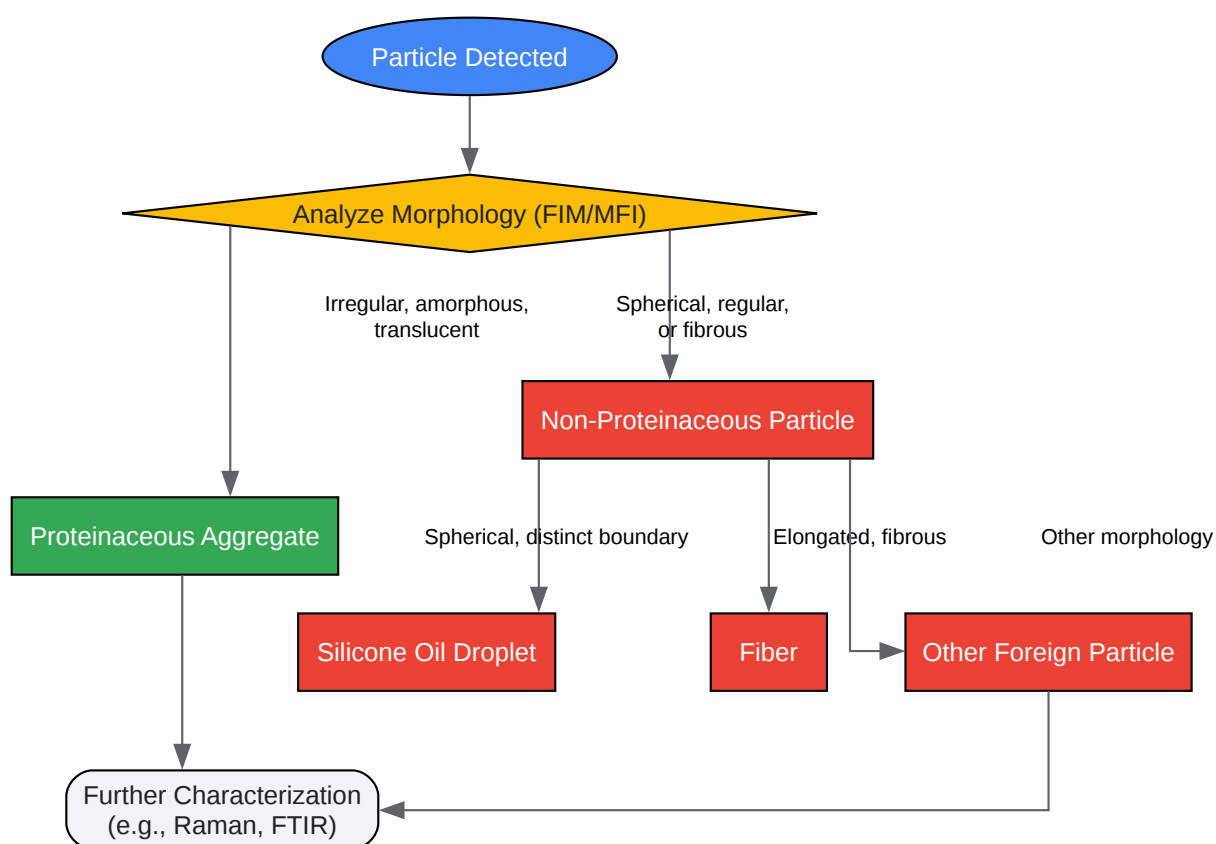 Particle Detected
Analyze Morphology (FIM/MFI)
Irregular, amorphous,
translucent
Spherical, regular,
or fibrous
Non-Proteinaceous Particle
Proteinaceous Aggregate
Spherical, distinct boundary
Elongated, fibrous
Other morphology
Silicone Oil Droplet
Fiber
Other Foreign Particle
Further Characterization
(e.g., Raman, FTIR)